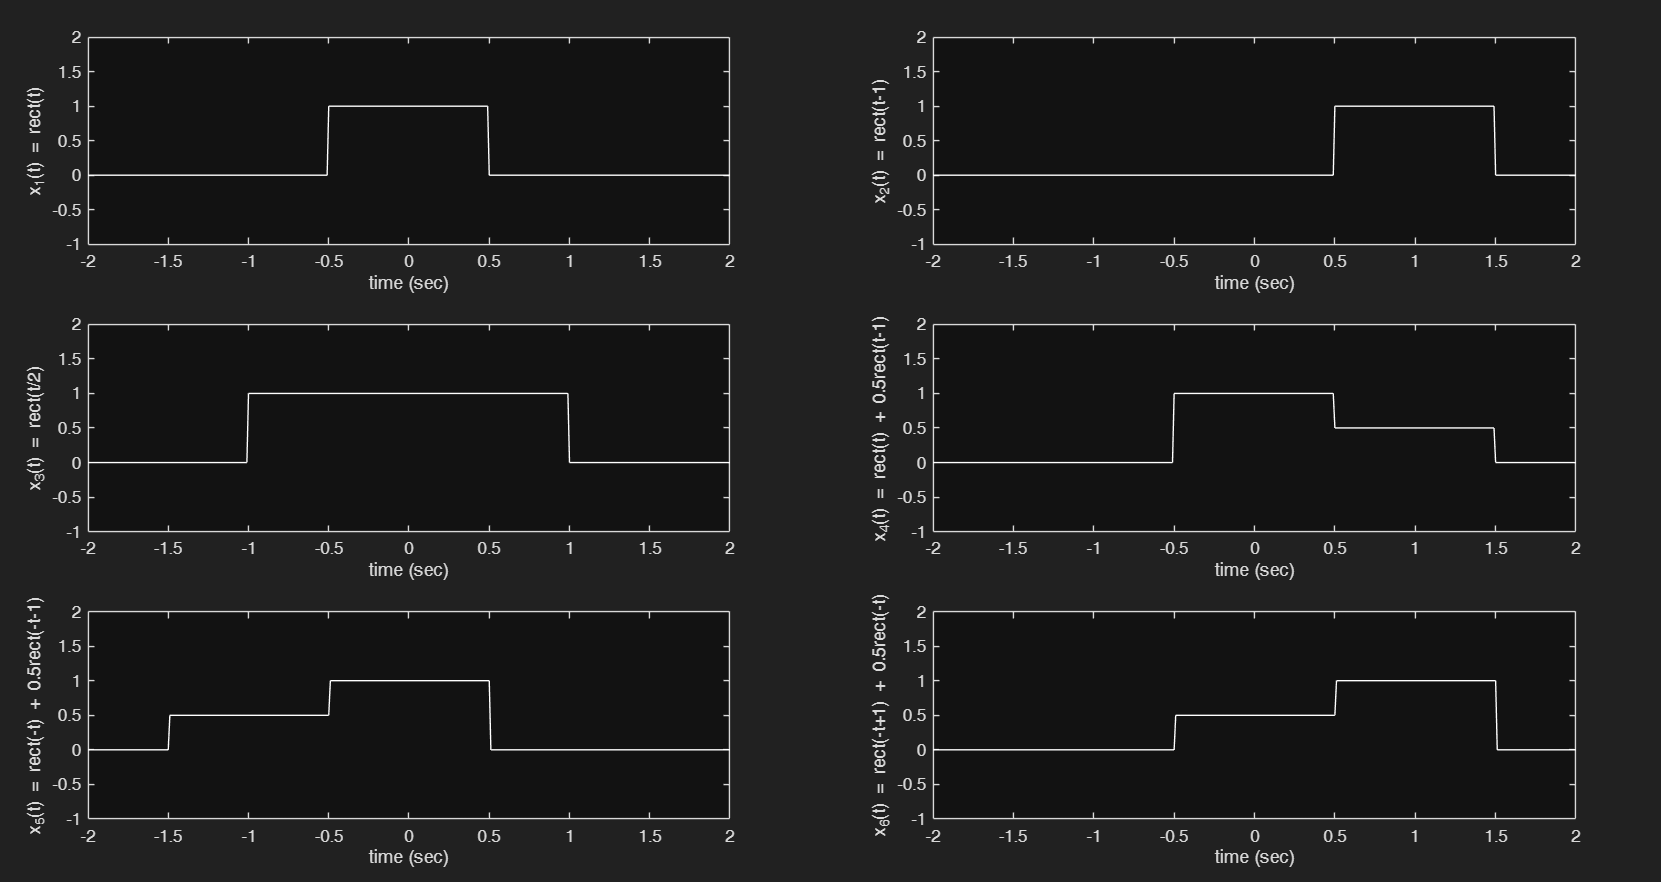 2
1.5
1
0.5
0
-0.5
-1
x₁(t) = rect(t)
-2 -1.5 -1 -0.5 0 0.5 1 1.5 2
time (sec)
2
1.5
1
0.5
0
-0.5
-1
x₂(t) = rect(t-1)
-2 -1.5 -1 -0.5 0 0.5 1 1.5 2
time (sec)
2
1.5
1
0.5
0
-0.5
-1
x₃(t) = rect(t/2)
-2 -1.5 -1 -0.5 0 0.5 1 1.5 2
time (sec)
2
1.5
1
0.5
0
-0.5
-1
x₄(t) = rect(t) + 0.5rect(t-1)
-2 -1.5 -1 -0.5 0 0.5 1 1.5 2
time (sec)
2
1.5
1
0.5
0
-0.5
-1
x₅(t) = rect(-t) + 0.5rect(-t-1)
-2 -1.5 -1 -0.5 0 0.5 1 1.5 2
time (sec)
2
1.5
1
0.5
0
-0.5
-1
x₆(t) = rect(-t+1) + 0.5rect(-t)
-2 -1.5 -1 -0.5 0 0.5 1 1.5 2
time (sec)